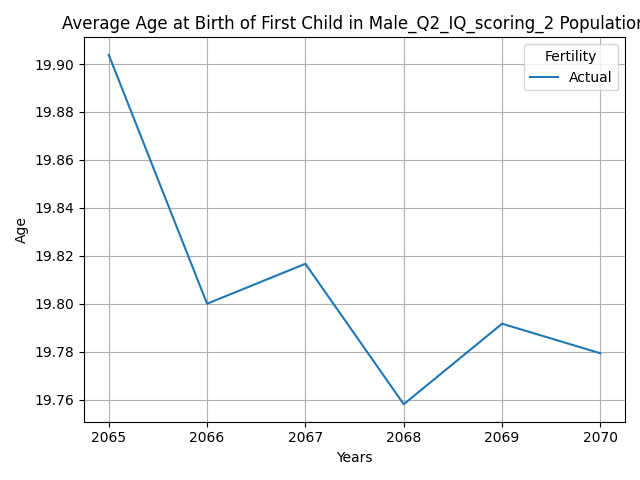 Average Age at Birth of First Child in Male_Q2_IQ_scoring_2 Population
Fertility
Actual
19.90
19.88
19.86
19.84
19.82
19.80
19.78
19.76
Age
2065 2066 2067 2068 2069 2070
Years